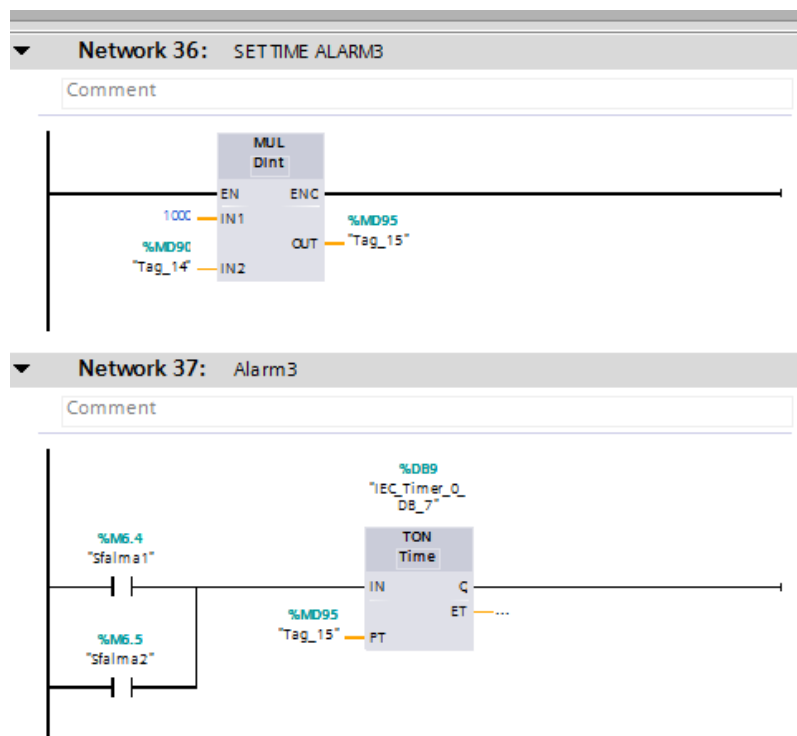 Network 36: SET TIME ALARM3
Comment
MUL
DInt
EN ENO
1000 IN1
%MD95
OUT "Tag_15"
%MD90
"Tag_14" IN2
Network 37: Alarm3
Comment
%DB9
"IEC_Timer_0_
DB_7"
%M6.4
"Sfalma1"
TON
Time
IN Q
ET ...
%MD95
"Tag_15" PT
%M6.5
"Sfalma2"